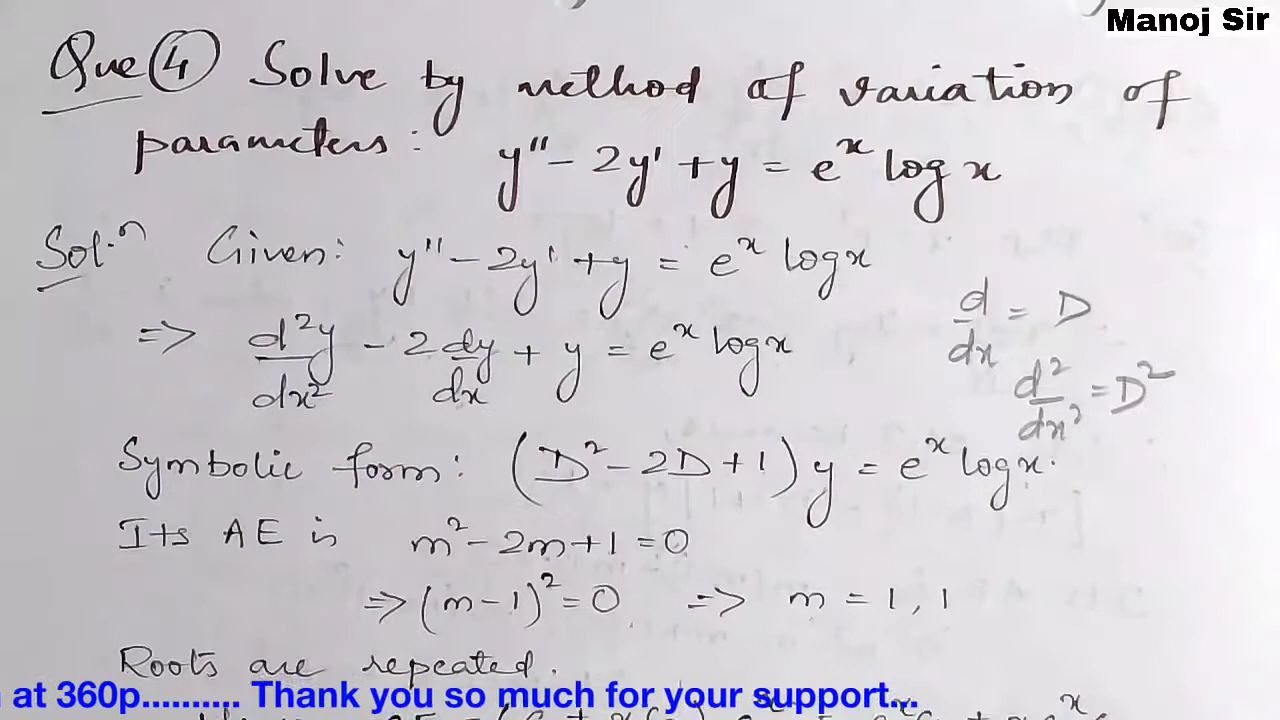 Manoj Sir
Que ④ Solve by method of variation of
parameters: y'' - 2y' + y = e^x log x
Sol.ⁿ Given: y'' - 2y' + y = e^x log x
d/dx = D
=> d²y/dx² - 2 dy/dx + y = e^x log x
d²/dx² = D²
Symbolic form: (D² - 2D + 1) y = e^x log x.
Its AE is m² - 2m + 1 = 0
=> (m - 1)² = 0 => m = 1, 1
Roots are repeated.
at 360p.......... Thank you so much for your support...